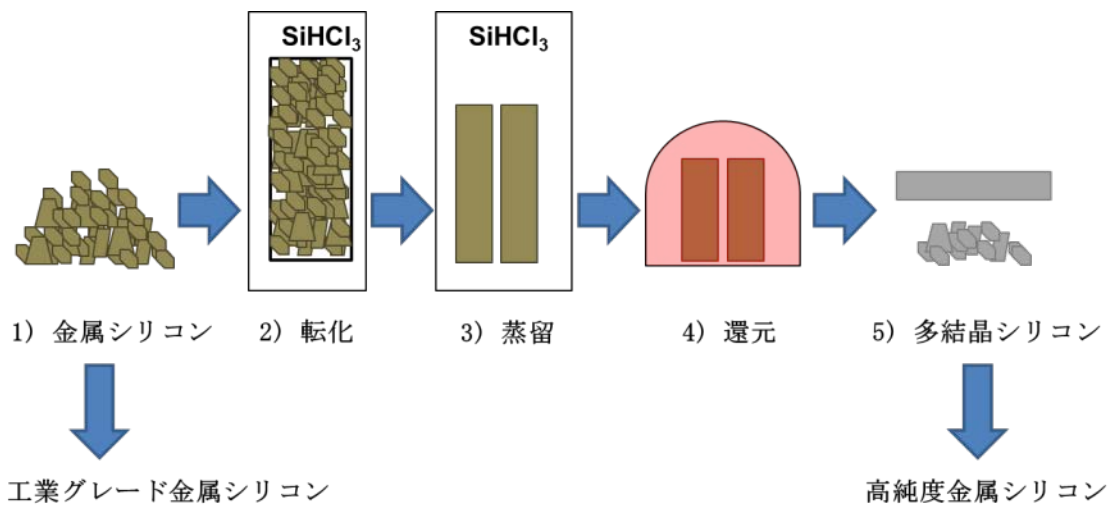 SiHCl₃
SiHCl₃
1) 金属シリコン
2) 転化
3) 蒸留
4) 還元
5) 多結晶シリコン
工業グレード金属シリコン
高純度金属シリコン